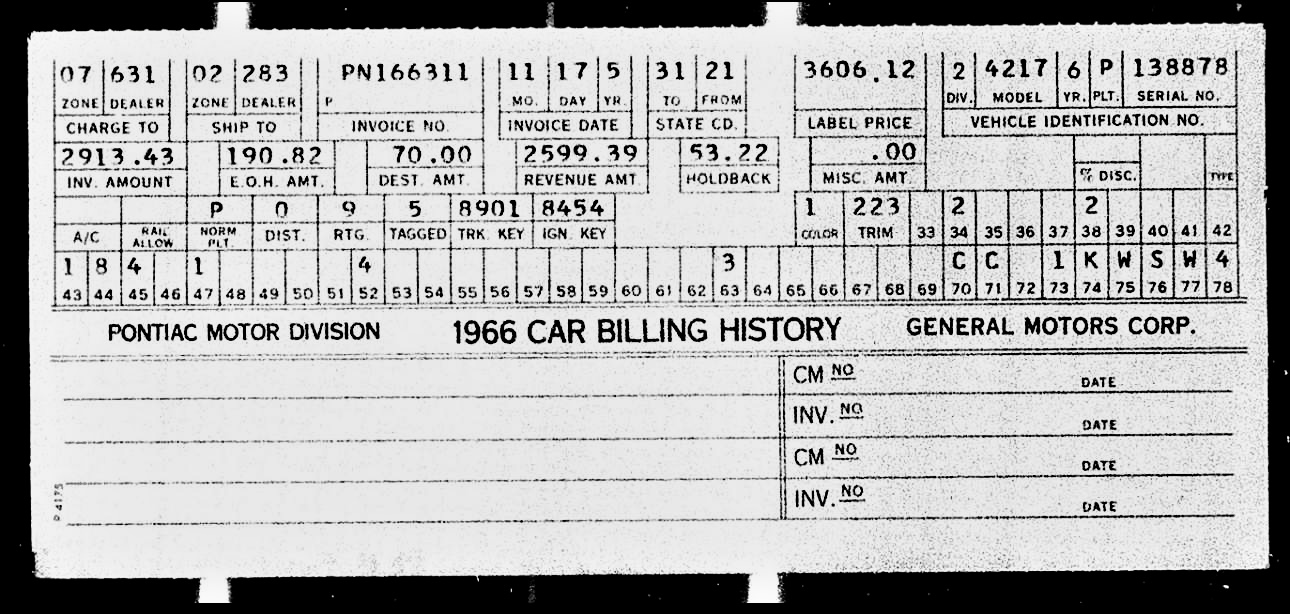 07 631 02 283 PN166311 11 17 5 31 21 3606.12 2 4217 6 P 138878
ZONE DEALER ZONE DEALER P MO. DAY YR. TO FROM DIV. MODEL YR. PLT. SERIAL NO.
CHARGE TO SHIP TO INVOICE NO. INVOICE DATE STATE CD. LABEL PRICE VEHICLE IDENTIFICATION NO.
2913.43 190.82 70.00 2599.39 53.22 .00
INV. AMOUNT E.O.H. AMT. DEST. AMT. REVENUE AMT. HOLDBACK MISC. AMT. % DISC. TYPE
P 0 9 5 8901 8454 1 223 2 2
A/C RAIL ALLOW NORM PLT. DIST. RTG. TAGGED TRK. KEY IGN. KEY COLOR TRIM 33 34 35 36 37 38 39 40 41 42
1 8 4 1 4 3 C C 1 K W S W 4
43 44 45 46 47 48 49 50 51 52 53 54 55 56 57 58 59 60 61 62 63 64 65 66 67 68 69 70 71 72 73 74 75 76 77 78
PONTIAC MOTOR DIVISION 1966 CAR BILLING HISTORY GENERAL MOTORS CORP.
CM NO DATE
INV. NO DATE
CM NO DATE
INV. NO DATE
P 4175